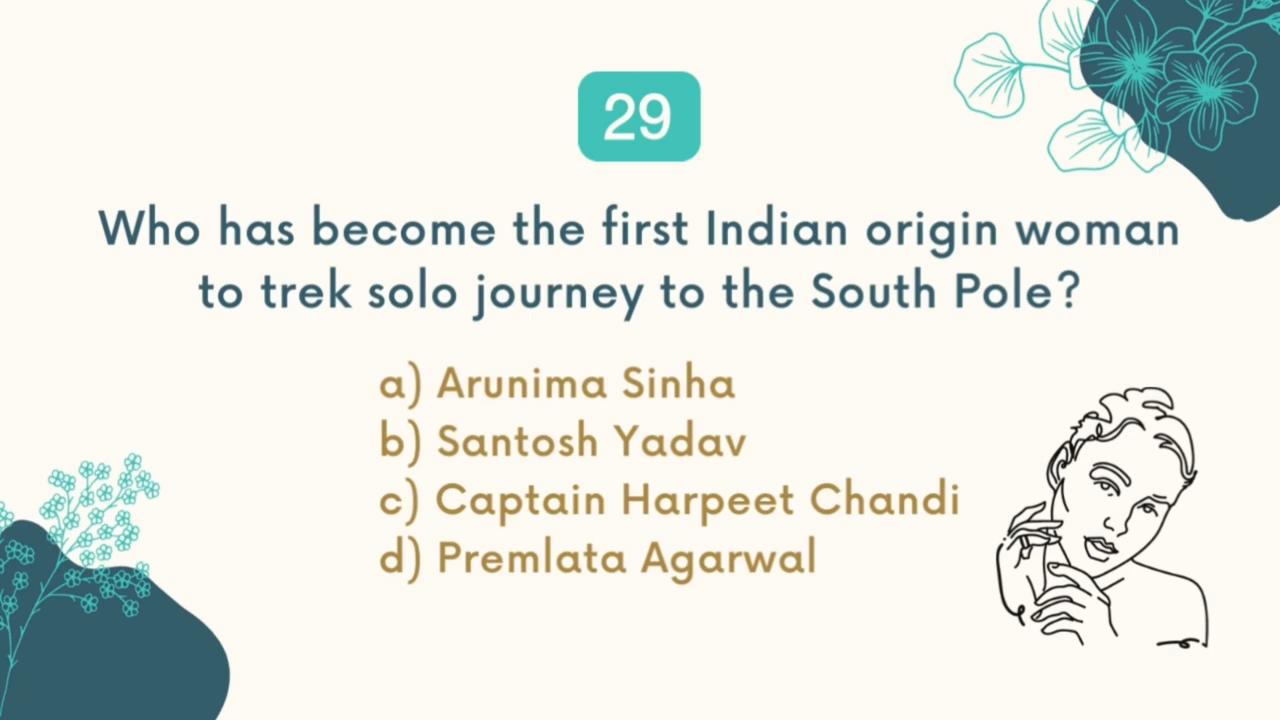 29
Who has become the first Indian origin woman
to trek solo journey to the South Pole?
a) Arunima Sinha
b) Santosh Yadav
c) Captain Harpeet Chandi
d) Premlata Agarwal